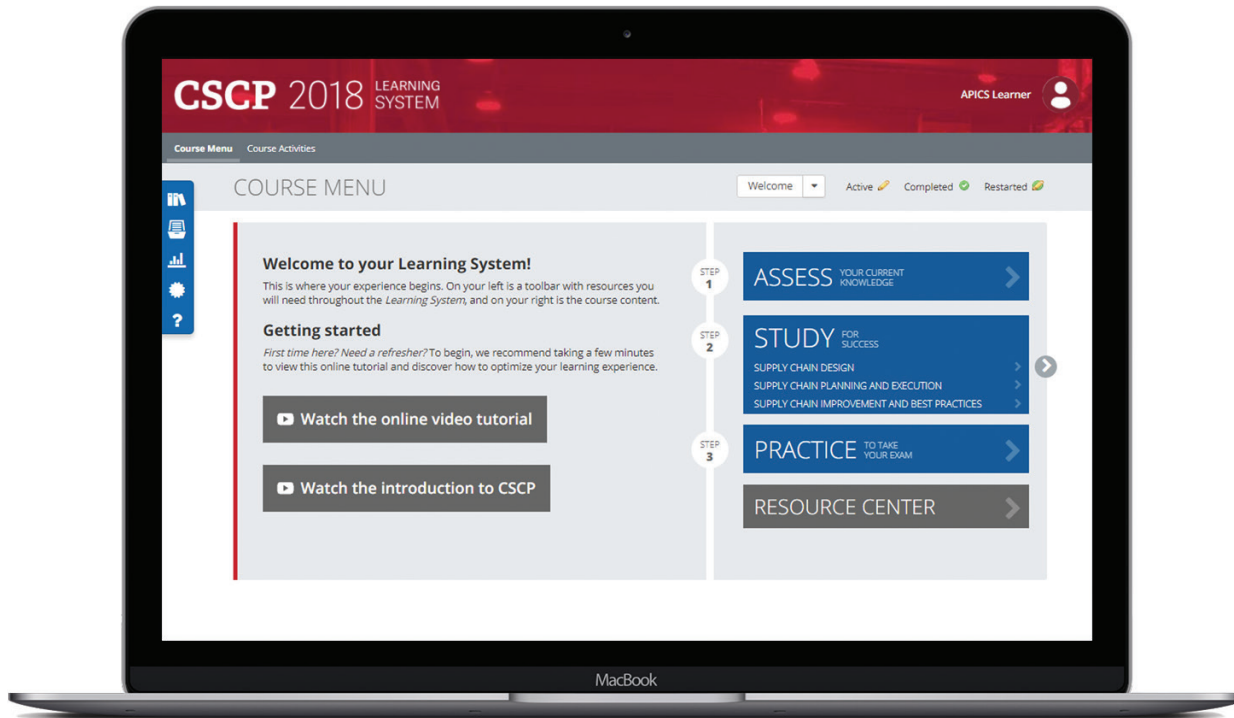 CSCP 2018 LEARNING
SYSTEM
APICS Learner
Course Menu Course Activities
COURSE MENU
Welcome
Active
Completed
Restarted
?
Welcome to your Learning System!
This is where your experience begins. On your left is a toolbar with resources you
will need throughout the Learning System, and on your right is the course content.
Getting started
First time here? Need a refresher? To begin, we recommend taking a few minutes
to view this online tutorial and discover how to optimize your learning experience.
Watch the online video tutorial
Watch the introduction to CSCP
STEP
1
ASSESS YOUR CURRENT
KNOWLEDGE
STEP
2
STUDY FOR
SUCCESS
SUPPLY CHAIN DESIGN
SUPPLY CHAIN PLANNING AND EXECUTION
SUPPLY CHAIN IMPROVEMENT AND BEST PRACTICES
STEP
3
PRACTICE TO TAKE
YOUR EXAM
RESOURCE CENTER
MacBook